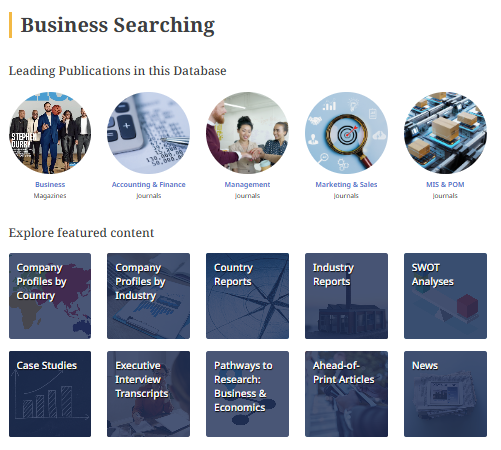 Business Searching
Leading Publications in this Database
STEPHEN
CURRY
Business
Magazines
Accounting & Finance
Journals
Management
Journals
Marketing & Sales
Journals
MIS & POM
Journals
Explore featured content
Company
Profiles by
Country
Company
Profiles by
Industry
Country
Reports
Industry
Reports
SWOT
Analyses
Case Studies
Executive
Interview
Transcripts
Pathways to
Research:
Business &
Economics
Ahead-of-
Print Articles
News